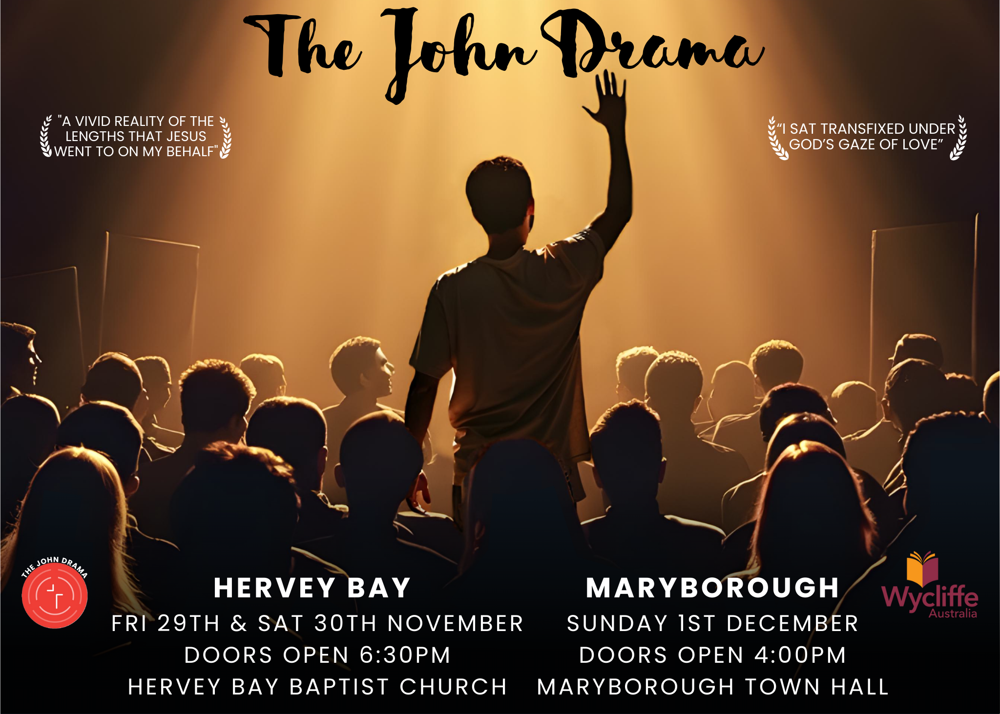 The John Drama
"A VIVID REALITY OF THE
LENGTHS THAT JESUS
WENT TO ON MY BEHALF"
“I SAT TRANSFIXED UNDER
GOD’S GAZE OF LOVE”
THE JOHN DRAMA
HERVEY BAY
FRI 29TH & SAT 30TH NOVEMBER
DOORS OPEN 6:30PM
HERVEY BAY BAPTIST CHURCH
MARYBOROUGH
SUNDAY 1ST DECEMBER
DOORS OPEN 4:00PM
MARYBOROUGH TOWN HALL
Wycliffe
Australia